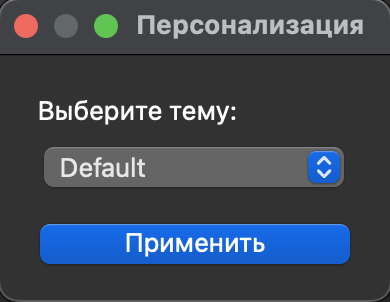 Персонализация
Выберите тему:
Default
Применить